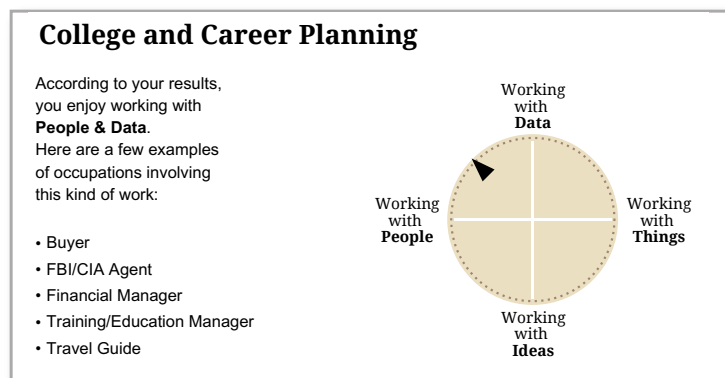 College and Career Planning
According to your results,
you enjoy working with
People & Data.
Here are a few examples
of occupations involving
this kind of work:
• Buyer
• FBI/CIA Agent
• Financial Manager
• Training/Education Manager
• Travel Guide
Working
with
Data
Working
with
People
Working
with
Things
Working
with
Ideas